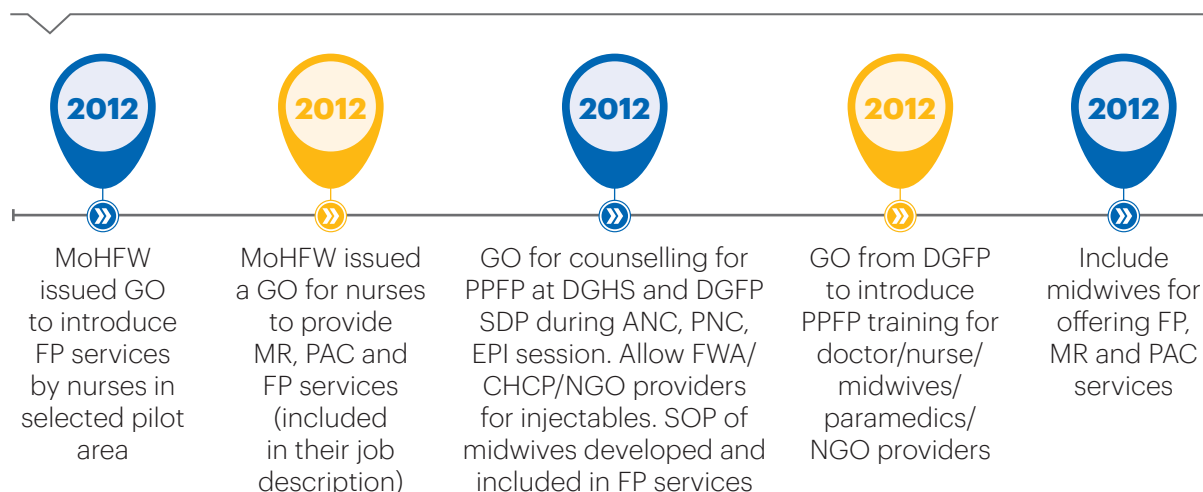 2012
MoHFW
issued GO
to introduce
FP services
by nurses in
selected pilot
area
2012
MoHFW issued
a GO for nurses
to provide
MR, PAC and
FP services
(included
in their job
description)
2012
GO for counselling for
PPFP at DGHS and DGFP
SDP during ANC, PNC,
EPI session. Allow FWA/
CHCP/NGO providers
for injectables. SOP of
midwives developed and
included in FP services
2012
GO from DGFP
to introduce
PPFP training for
doctor/nurse/
midwives/
paramedics/
NGO providers
2012
Include
midwives for
offering FP,
MR and PAC
services